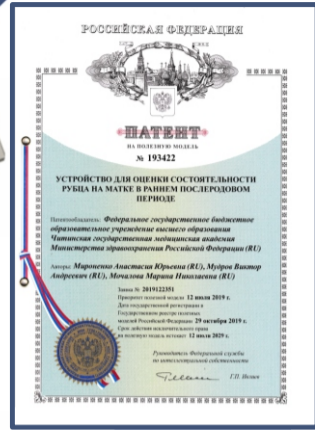 РОССИЙСКАЯ ФЕДЕРАЦИЯ
ПАТЕНТ
НА ПОЛЕЗНУЮ МОДЕЛЬ
№ 193422
УСТРОЙСТВО ДЛЯ ОЦЕНКИ СОСТОЯТЕЛЬНОСТИ
РУБЦА НА МАТКЕ В РАННЕМ ПОСЛЕРОДОВОМ
ПЕРИОДЕ
Патентообладатель: Федеральное государственное бюджетное
образовательное учреждение высшего образования
Читинская государственная медицинская академия
Министерства здравоохранения Российской Федерации (RU)
Авторы: Мироненко Анастасия Юрьевна (RU), Мудров Виктор
Андреевич (RU), Мочалова Марина Николаевна (RU)
Заявка № 2019122351
Приоритет полезной модели 12 июля 2019 г.
Дата государственной регистрации в
Государственном реестре полезных
моделей Российской Федерации 29 октября 2019 г.
Срок действия исключительного права
на полезную модель истекает 12 июля 2029 г.
Руководитель Федеральной службы
по интеллектуальной собственности
Г.П. Ивлиев